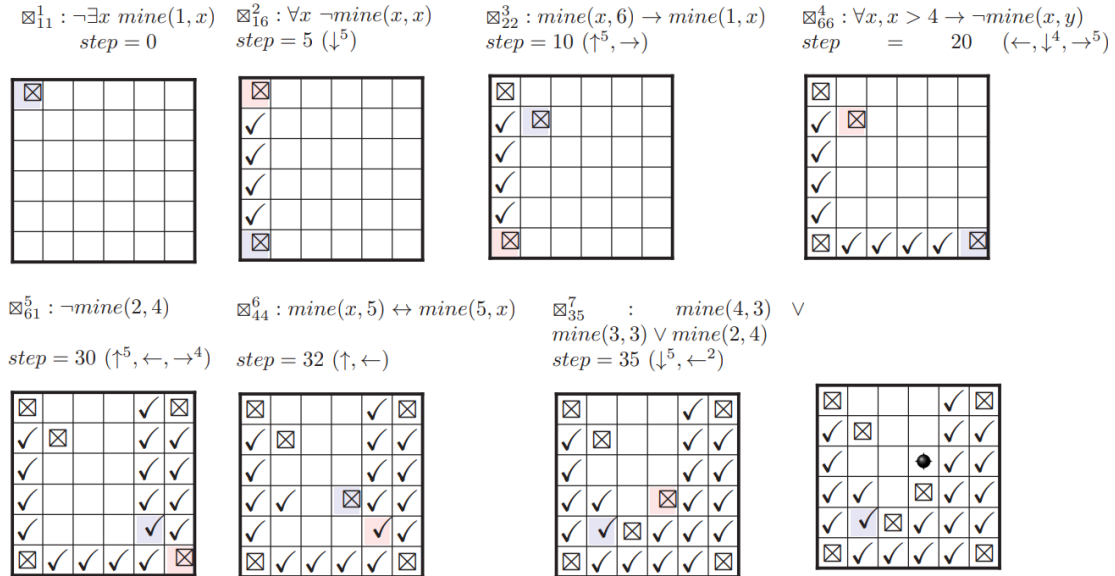 ⊠¹₁₁ : ¬∃x mine(1, x)
step = 0
⊠²₁₆ : ∀x ¬mine(x, x)
step = 5 (↓⁵)
⊠³₂₂ : mine(x, 6) → mine(1, x)
step = 10 (↑⁵, →)
⊠⁴₆₆ : ∀x, x > 4 → ¬mine(x, y)
step = 20 (←, ↓⁴, →⁵)
⊠⁵₆₁ : ¬mine(2, 4)
step = 30 (↑⁵, ←, →⁴)
⊠⁶₄₄ : mine(x, 5) ↔ mine(5, x)
step = 32 (↑, ←)
⊠⁷₃₅ : mine(4, 3) ∨
mine(3, 3) ∨ mine(2, 4)
step = 35 (↓⁵, ←²)